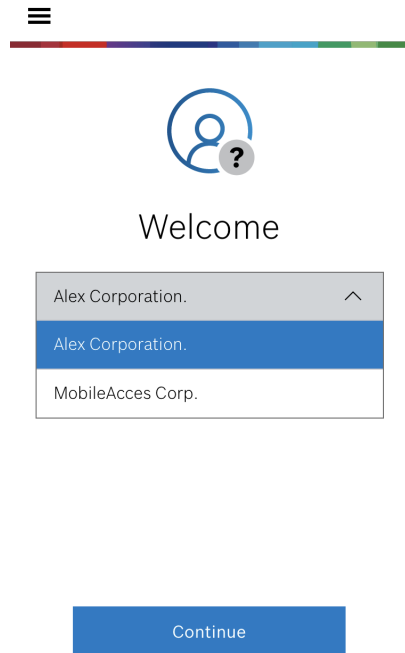 ?
Welcome
Alex Corporation.
Alex Corporation.
MobileAcces Corp.
Continue